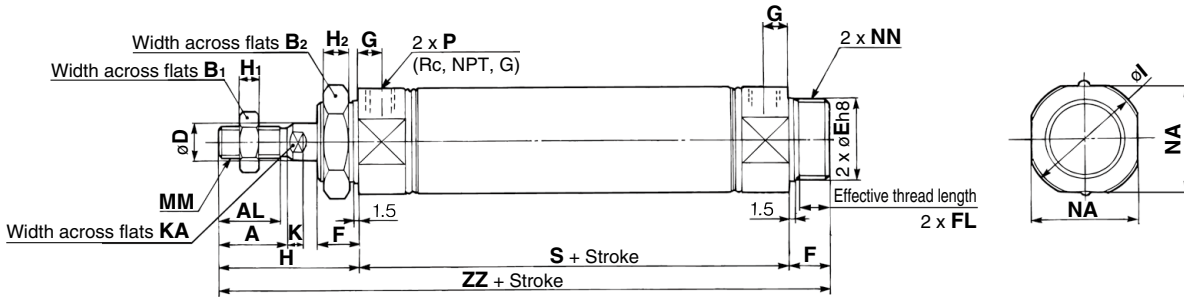 G
H2
G
Width across flats B2
2 x P
2 x NN
(Rc, NPT, G)
Width across flats B1
H1
øI
øD
2 x øEh8
NA
MM
1.5
1.5
Effective thread length
2 x FL
AL
NA
Width across flats KA
A
K
F
H
S + Stroke
F
ZZ + Stroke